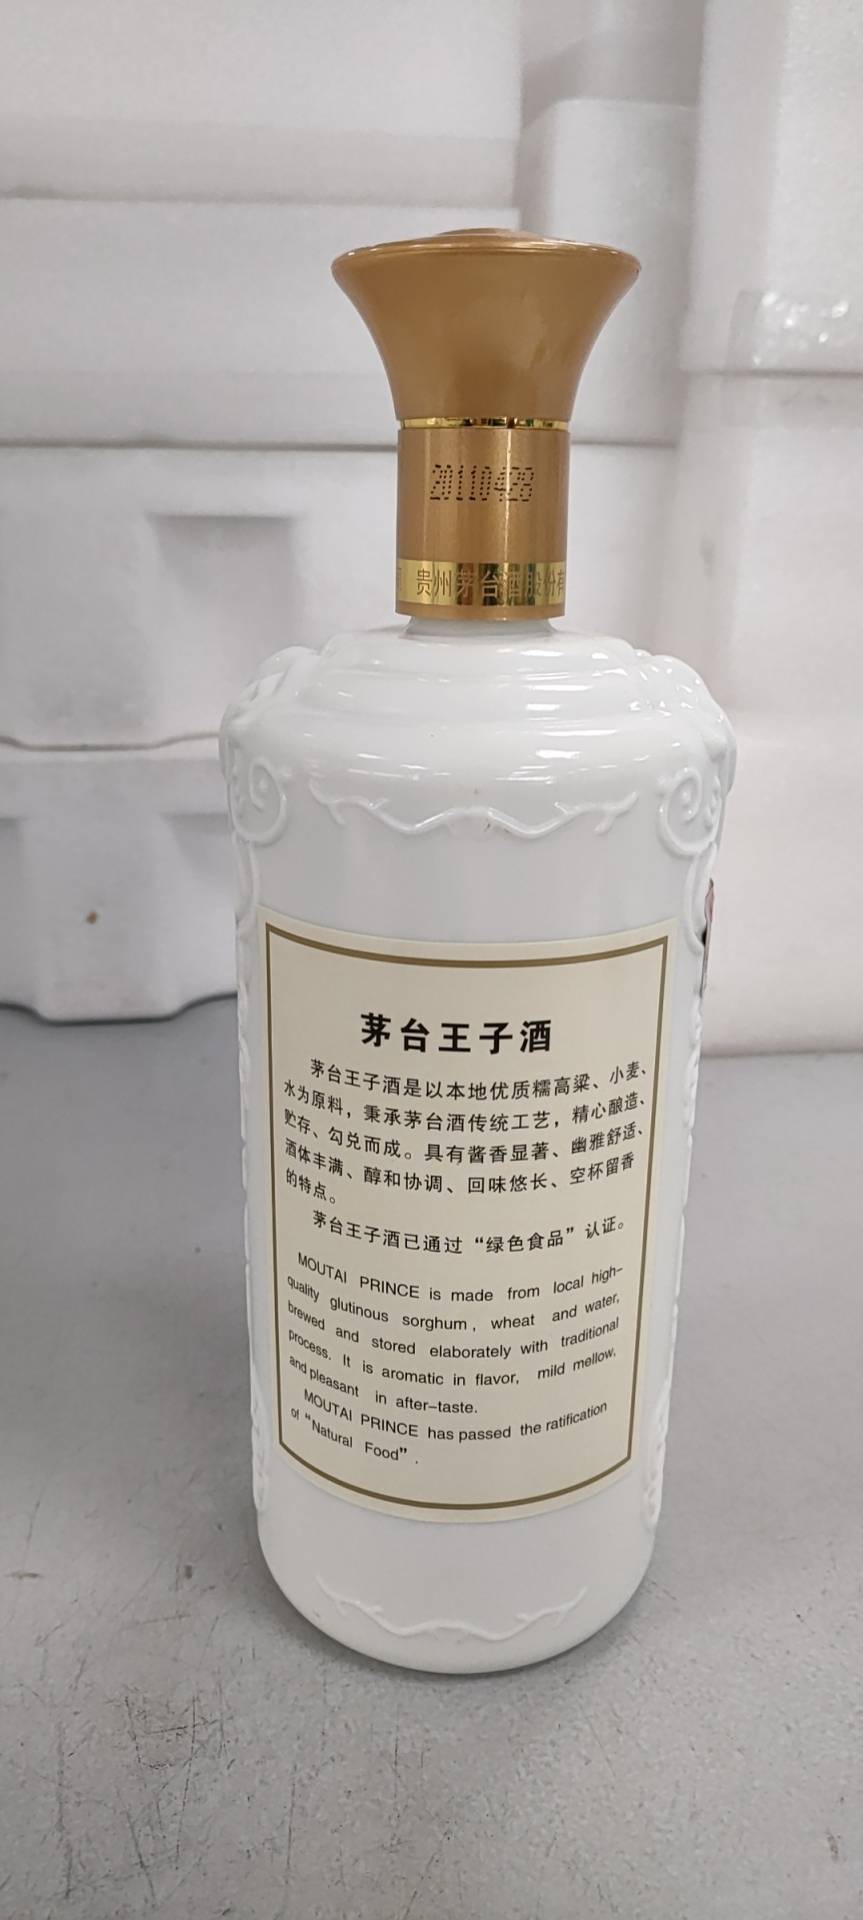 20110428
贵州茅台酒股份有
茅台王子酒
茅台王子酒是以本地优质糯高粱、小麦、
水为原料，秉承茅台酒传统工艺，精心酿造、
贮存、勾兑而成。具有酱香显著、幽雅舒适、
酒体丰满、醇和协调、回味悠长、空杯留香
的特点。
茅台王子酒已通过“绿色食品”认证。
MOUTAI PRINCE is made from local high-
quality glutinous sorghum, wheat and water,
brewed and stored elaborately with traditional
process. It is aromatic in flavor, mild mellow,
and pleasant in after-taste.
MOUTAI PRINCE has passed the ratification
of “Natural Food”.